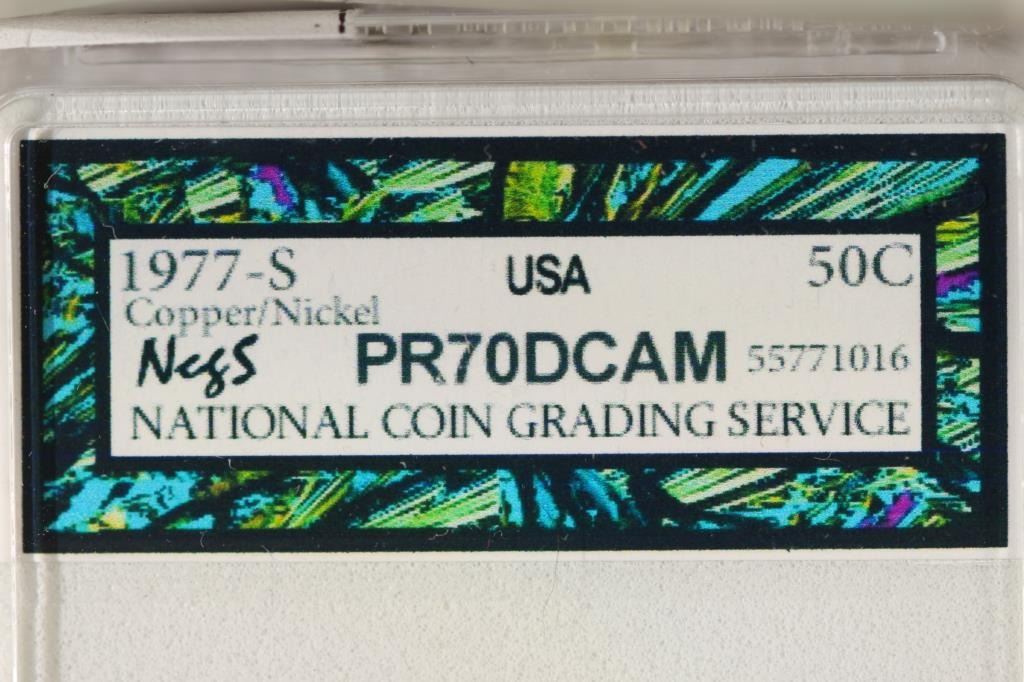 1977-S USA 50C
Copper/Nickel
NcgS PR70DCAM 55771016
NATIONAL COIN GRADING SERVICE